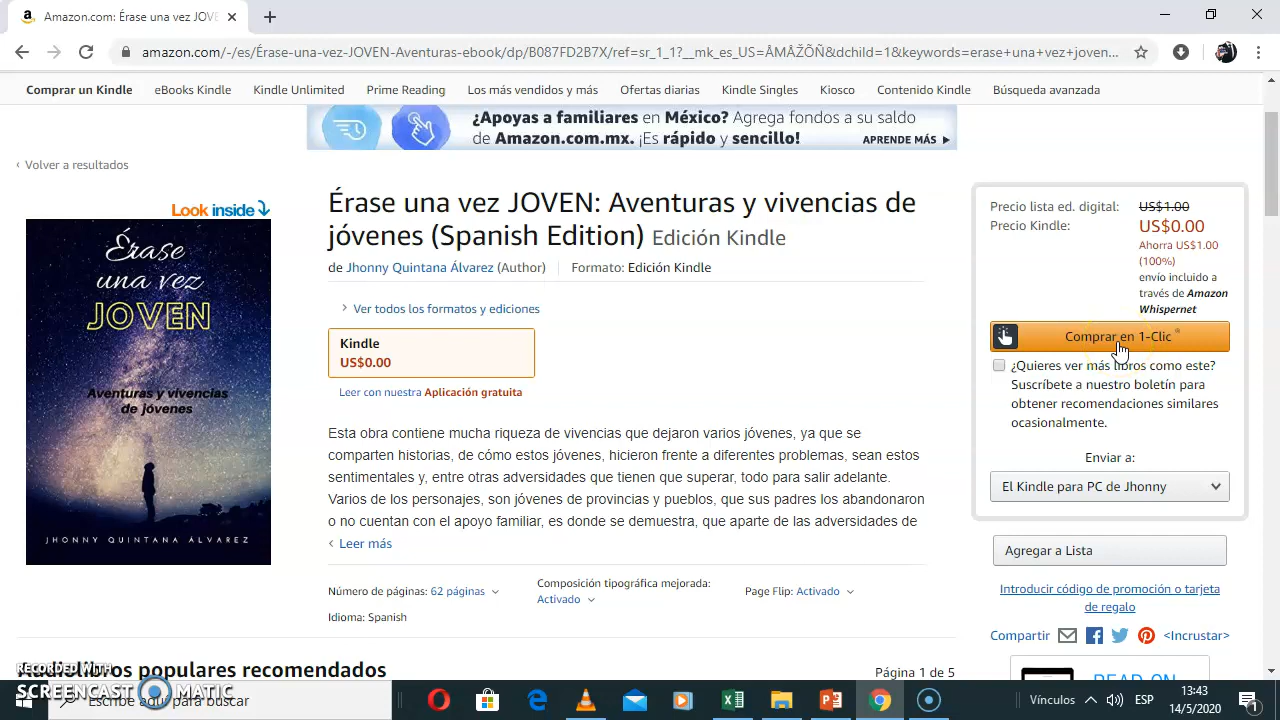 Amazon.com: Érase una vez JOV
amazon.com/-/es/Érase-una-vez-JOVEN-Aventuras-ebook/dp/B087FD2B7X/ref=sr_1_1?__mk_es_US=ÅMÅŽÕÑ&dchild=1&keywords=erase+una+vez+joven...
Comprar un Kindle eBooks Kindle Kindle Unlimited Prime Reading Los más vendidos y más Ofertas diarias Kindle Singles Kiosco Contenido Kindle Búsqueda avanzada
¿Apoyas a familiares en México? Agrega fondos a su saldo
de Amazon.com.mx. ¡Es rápido y sencillo! APRENDE MÁS
‹ Volver a resultados
Look inside
Érase
una vez
JOVEN
Aventuras y vivencias
de jóvenes
JHONNY QUINTANA ÁLVAREZ
Érase una vez JOVEN: Aventuras y vivencias de
jóvenes (Spanish Edition) Edición Kindle
de Jhonny Quintana Álvarez (Author) Formato: Edición Kindle
Ver todos los formatos y ediciones
Kindle
US$0.00
Leer con nuestra Aplicación gratuita
Esta obra contiene mucha riqueza de vivencias que dejaron varios jóvenes, ya que se
comparten historias, de cómo estos jóvenes, hicieron frente a diferentes problemas, sean estos
sentimentales y, entre otras adversidades que tienen que superar, todo para salir adelante.
Varios de los personajes, son jóvenes de provincias y pueblos, que sus padres los abandonaron
o no cuentan con el apoyo familiar, es donde se demuestra, que aparte de las adversidades de
‹ Leer más
Número de páginas: 62 páginas
Composición tipográfica mejorada:
Activado
Page Flip: Activado
Idioma: Spanish
Precio lista ed. digital: US$1.00
Precio Kindle: US$0.00
Ahorra US$1.00
(100%)
envío incluido a
través de Amazon
Whispernet
Comprar en 1-Clic
¿Quieres ver más libros como este?
Suscríbete a nuestro boletín para
obtener recomendaciones similares
ocasionalmente.
Enviar a:
El Kindle para PC de Jhonny
Agregar a Lista
Introducir código de promoción o tarjeta
de regalo
Compartir <Incrustar>
READ ON
populares recomendados
Página 1 de 5
RECORDED WITH
SCREENCAST MATIC
Escribe aquí para buscar
Vínculos ESP
13:43
14/5/2020
1